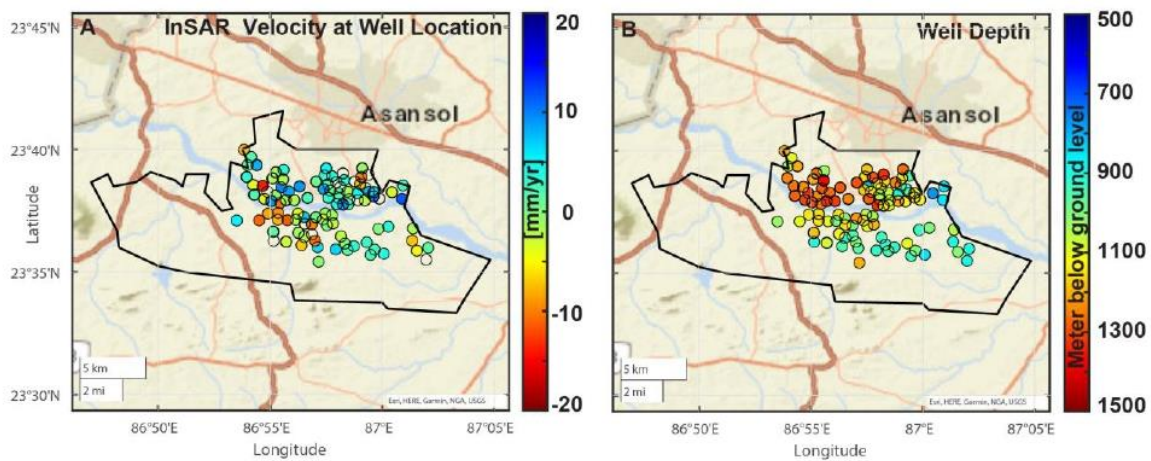 A
InSAR Velocity at Well Location
Asansol
5 km
2 mi
Esri, HERE, Garmin, NGA, USGS
23°45'N
23°40'N
23°35'N
23°30'N
Latitude
86°50'E
86°55'E
87°E
87°05'E
Longitude
20
10
0
-10
-20
[mm/yr]
B
Well Depth
Asansol
5 km
2 mi
Esri, HERE, Garmin, NGA, USGS
86°50'E
86°55'E
87°E
87°05'E
Longitude
500
700
900
1100
1300
1500
Meter below ground level